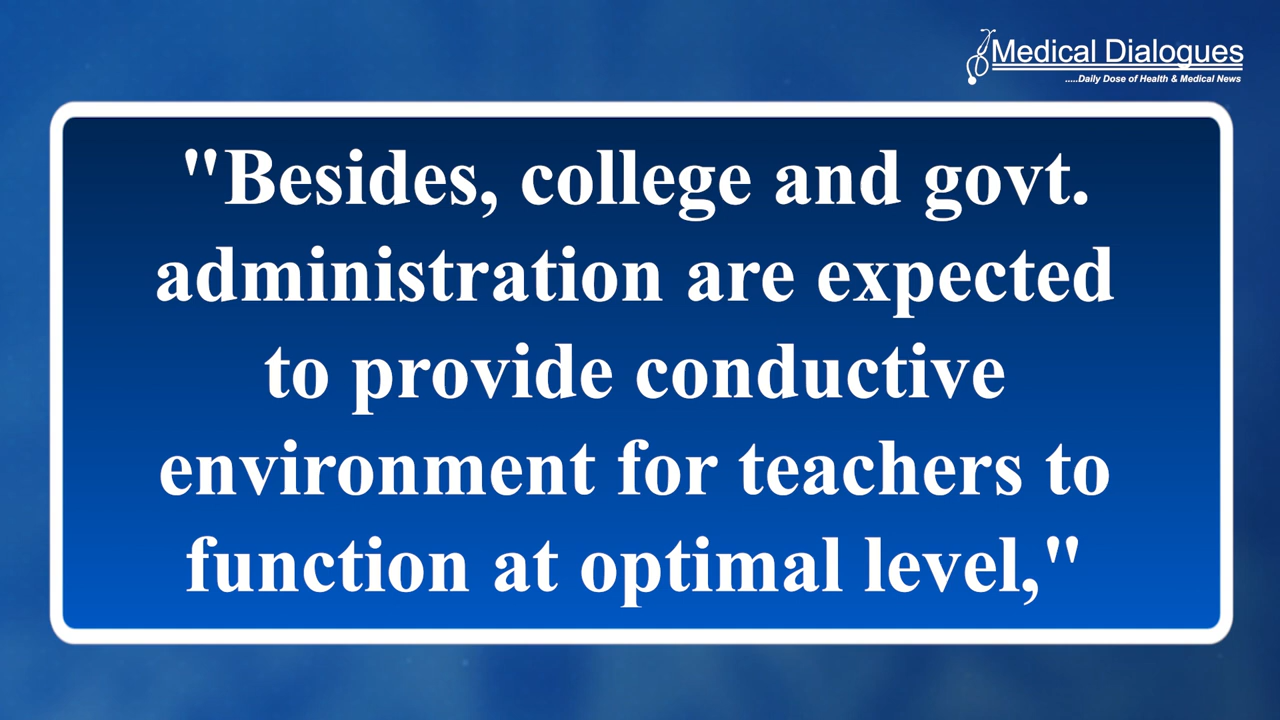 Medical Dialogues
.....Daily Dose of Health & Medical News
"Besides, college and govt.
administration are expected
to provide conductive
environment for teachers to
function at optimal level,"